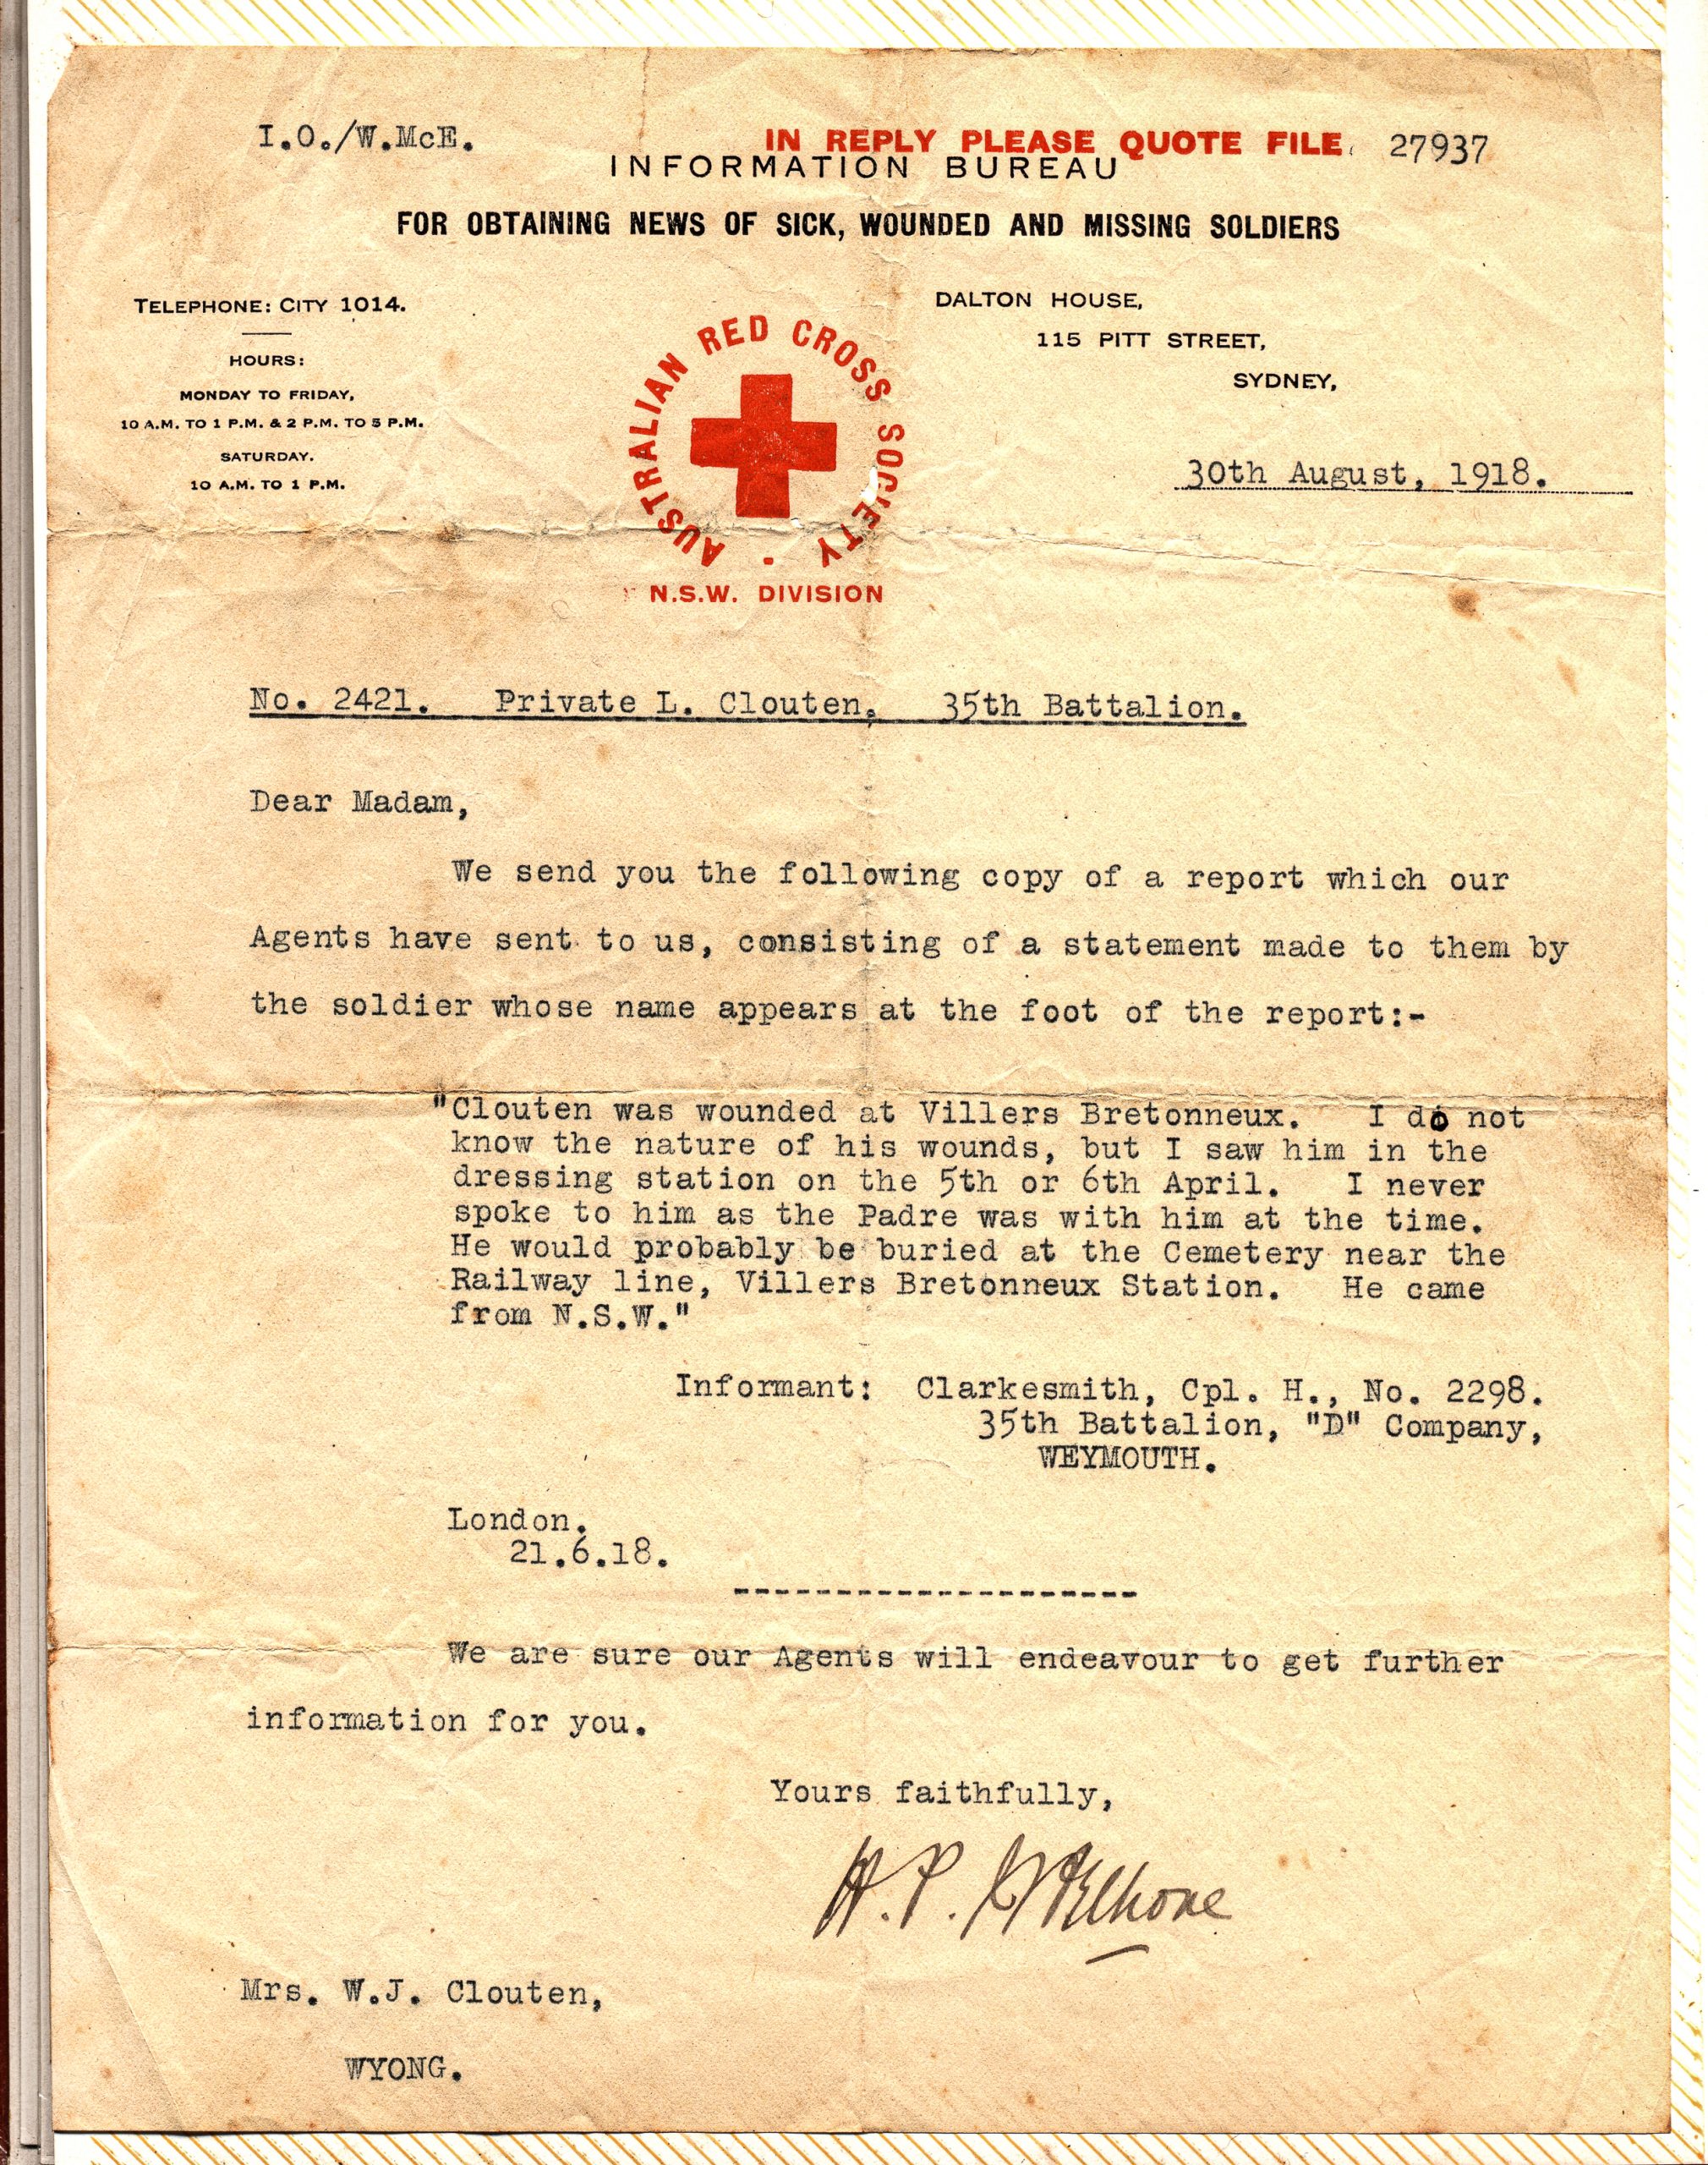 I.O./W.McE.
IN REPLY PLEASE QUOTE FILE 27937
INFORMATION BUREAU
FOR OBTAINING NEWS OF SICK, WOUNDED AND MISSING SOLDIERS
TELEPHONE: CITY 1014.
HOURS:
MONDAY TO FRIDAY,
10 A.M. TO 1 P.M. & 2 P.M. TO 5 P.M.
SATURDAY.
10 A.M. TO 1 P.M.
AUSTRALIAN RED CROSS SOCIETY
N.S.W. DIVISION
DALTON HOUSE,
115 PITT STREET,
SYDNEY,
30th August, 1918.
No. 2421. Private L. Clouten, 35th Battalion.
Dear Madam,
We send you the following copy of a report which our
Agents have sent to us, consisting of a statement made to them by
the soldier whose name appears at the foot of the report:-
"Clouten was wounded at Villers Bretonneux. I do not
know the nature of his wounds, but I saw him in the
dressing station on the 5th or 6th April. I never
spoke to him as the Padre was with him at the time.
He would probably be buried at the Cemetery near the
Railway line, Villers Bretonneux Station. He came
from N.S.W."
Informant: Clarkesmith, Cpl. H., No. 2298.
35th Battalion, "D" Company,
WEYMOUTH.
London.
21.6.18.
--------------------
We are sure our Agents will endeavour to get further
information for you.
Yours faithfully,
Mrs. W.J. Clouten,
WYONG.